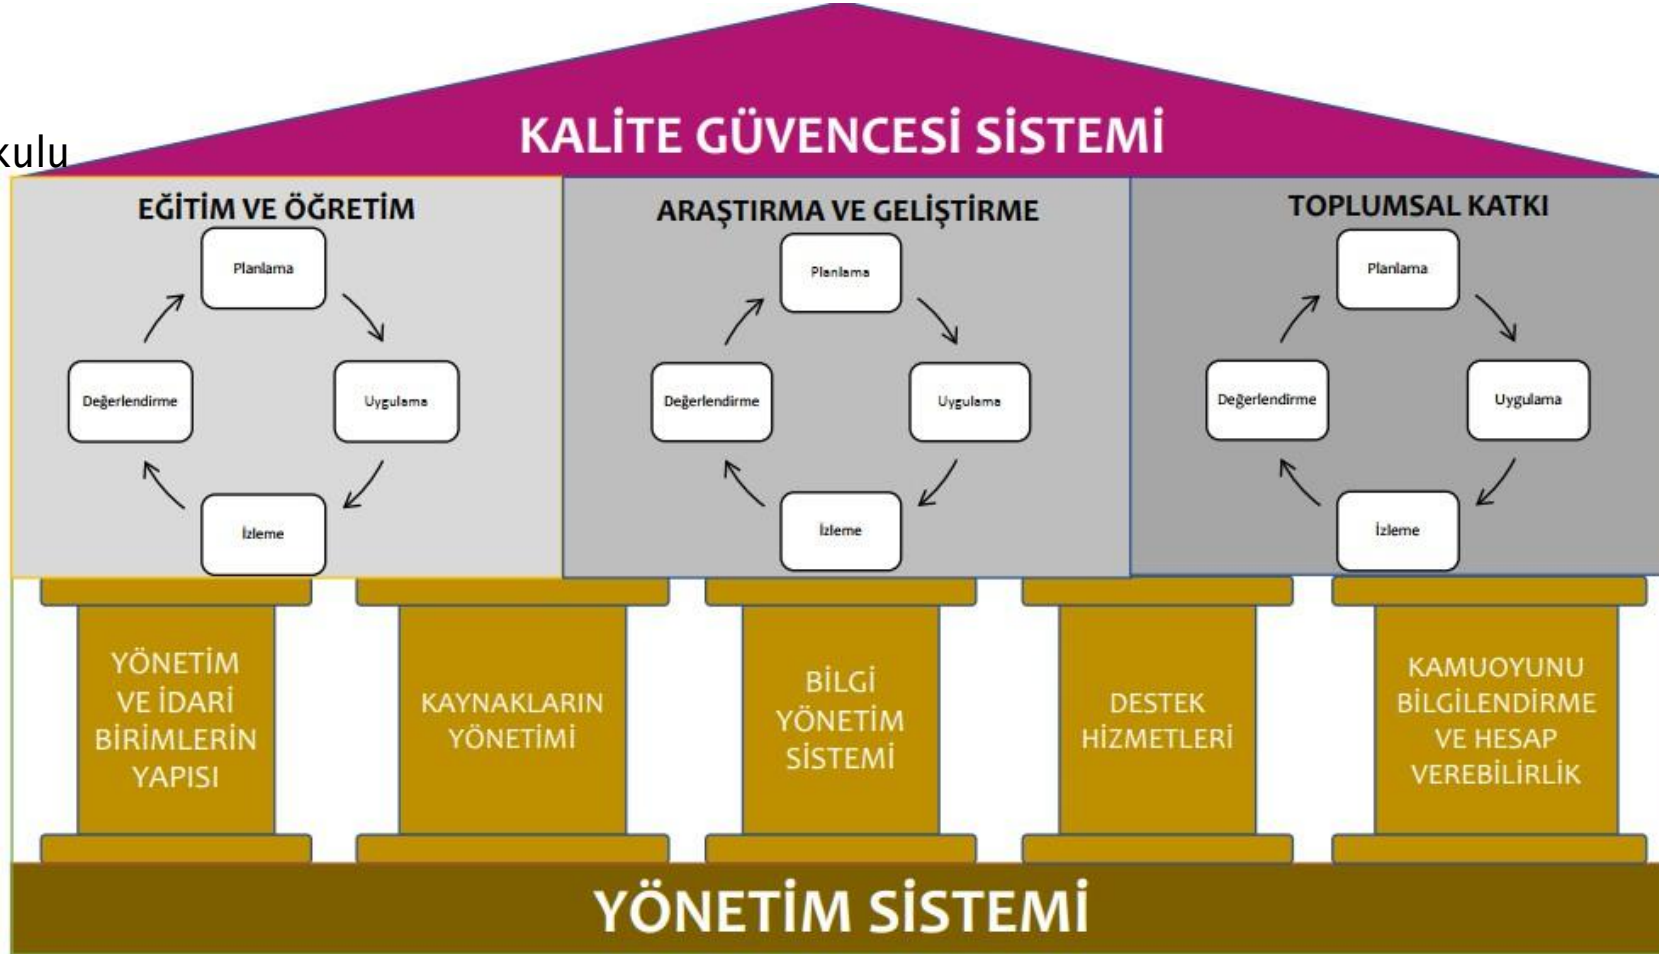 KALİTE GÜVENCESİ SİSTEMİ
kulu
EĞİTİM VE ÖĞRETİM
Planlama
Değerlendirme
Uygulama
İzleme
ARAŞTIRMA VE GELİŞTİRME
Planlama
Değerlendirme
Uygulama
İzleme
TOPLUMSAL KATKI
Planlama
Değerlendirme
Uygulama
İzleme
YÖNETİM
VE İDARİ
BİRİMLERİN
YAPISI
KAYNAKLARIN
YÖNETİMİ
BİLGİ
YÖNETİM
SİSTEMİ
DESTEK
HİZMETLERİ
KAMUOYUNU
BİLGİLENDİRME
VE HESAP
VEREBİLİRLİK
YÖNETİM SİSTEMİ